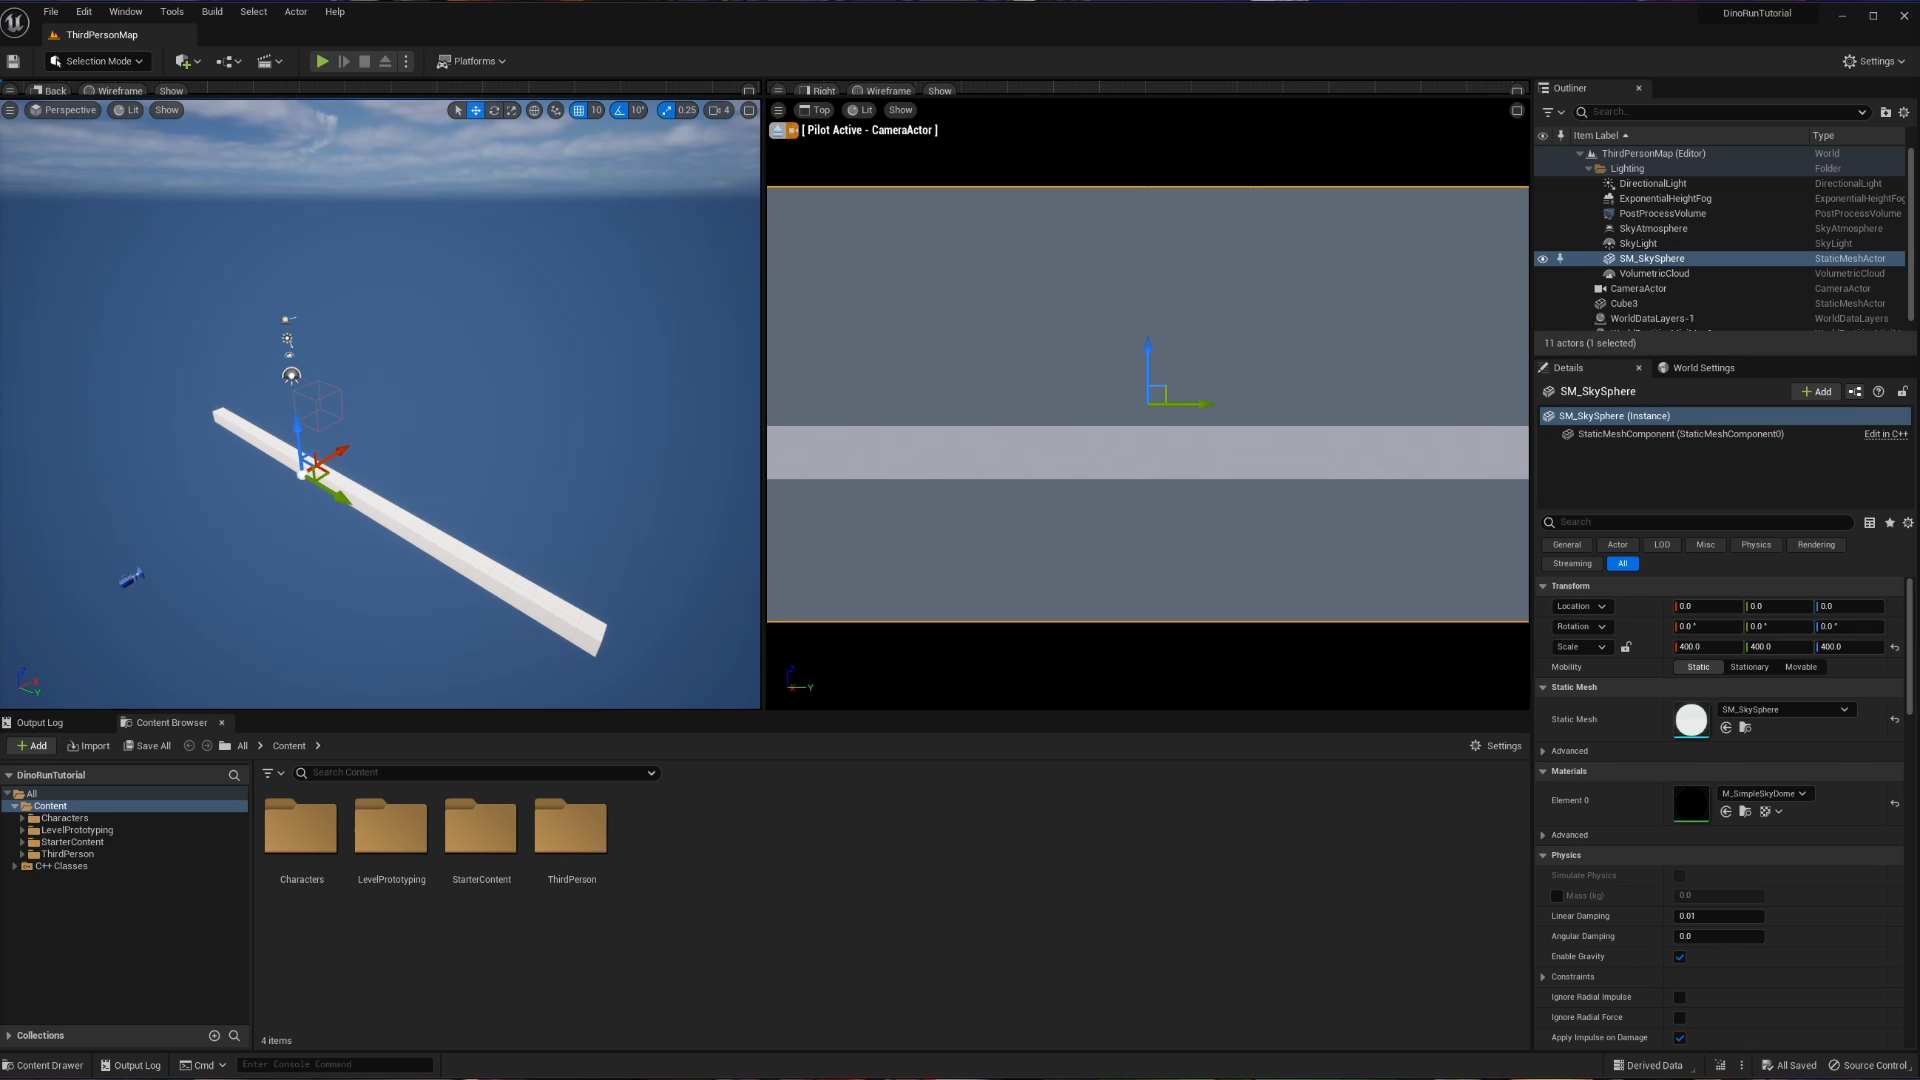 File Edit Window Tools Build Select Actor Help
DinoRunTutorial
ThirdPersonMap
Selection Mode
Platforms
Settings
Back Wireframe Show
Right Wireframe Show
Perspective Lit Show
10 10° 0.25 4
Top Lit Show
[ Pilot Active - CameraActor ]
Z X Y
Z X Y
Outliner
Search...
Item Label Type
ThirdPersonMap (Editor) World
Lighting Folder
DirectionalLight DirectionalLight
ExponentialHeightFog ExponentialHeightFog
PostProcessVolume PostProcessVolume
SkyAtmosphere SkyAtmosphere
SkyLight SkyLight
SM_SkySphere StaticMeshActor
VolumetricCloud VolumetricCloud
CameraActor CameraActor
Cube3 StaticMeshActor
WorldDataLayers-1 WorldDataLayers
11 actors (1 selected)
Details World Settings
SM_SkySphere
Add
SM_SkySphere (Instance)
StaticMeshComponent (StaticMeshComponent0) Edit in C++
Search
General Actor LOD Misc Physics Rendering
Streaming All
Transform
Location 0.0 0.0 0.0
Rotation 0.0 ° 0.0 ° 0.0 °
Scale 400.0 400.0 400.0
Mobility Static Stationary Movable
Static Mesh
Static Mesh SM_SkySphere
Advanced
Materials
Element 0 M_SimpleSkyDome
Advanced
Physics
Simulate Physics
Mass (kg) 0.0
Linear Damping 0.01
Angular Damping 0.0
Enable Gravity
Constraints
Ignore Radial Impulse
Ignore Radial Force
Apply Impulse on Damage
Output Log Content Browser
Add Import Save All All Content Settings
DinoRunTutorial
Search Content
All
Content
Characters
LevelPrototyping
StarterContent
ThirdPerson
C++ Classes
Characters LevelPrototyping StarterContent ThirdPerson
Collections
4 items
Content Drawer Output Log Cmd Enter Console Command
Derived Data All Saved Source Control